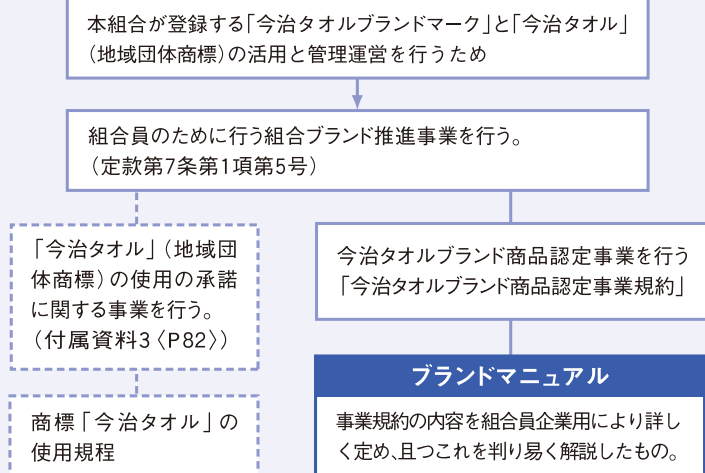 本組合が登録する「今治タオルブランドマーク」と「今治タオル」
（地域団体商標）の活用と管理運営を行うため
組合員のために行う組合ブランド推進事業を行う。
（定款第7条第1項第5号）
「今治タオル」（地域団
体商標）の使用の承諾
に関する事業を行う。
（付属資料3〈P82〉）
商標「今治タオル」の
使用規程
今治タオルブランド商品認定事業を行う
「今治タオルブランド商品認定事業規約」
ブランドマニュアル
事業規約の内容を組合員企業用により詳し
く定め、且つこれを判り易く解説したもの。